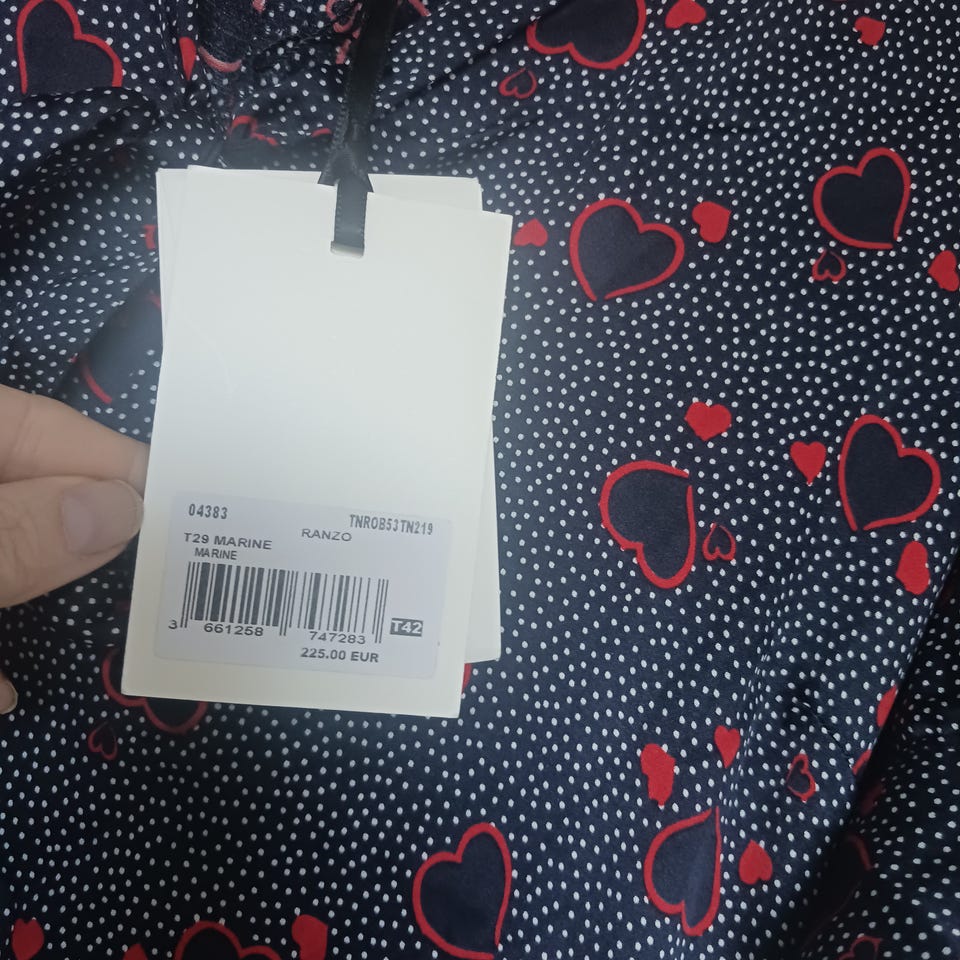 04383 TNROB53TN219
T29 MARINE RANZO
MARINE
3 661258 747283 T42
225.00 EUR